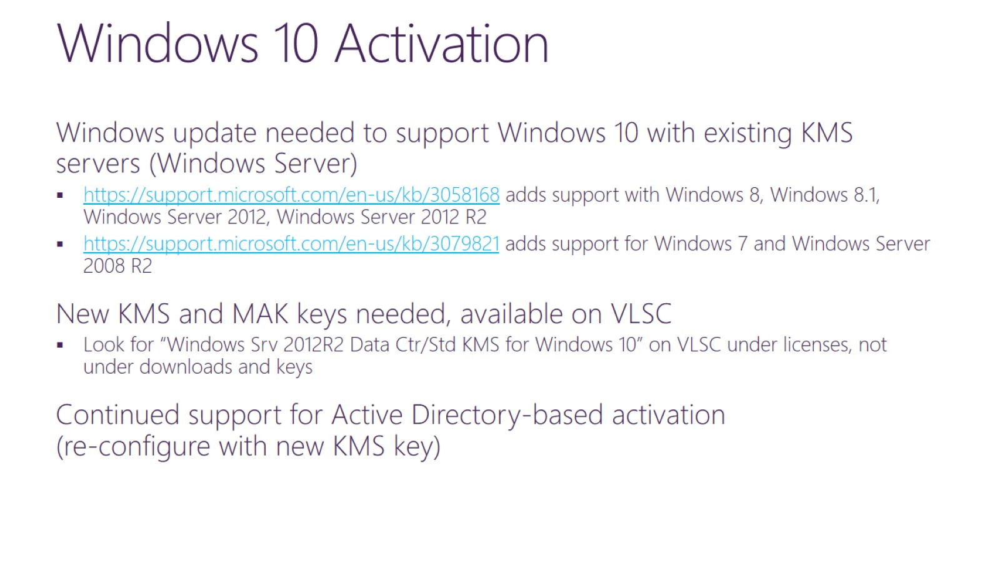 Windows 10 Activation
Windows update needed to support Windows 10 with existing KMS
servers (Windows Server)
▪ https://support.microsoft.com/en-us/kb/3058168 adds support with Windows 8, Windows 8.1,
Windows Server 2012, Windows Server 2012 R2
▪ https://support.microsoft.com/en-us/kb/3079821 adds support for Windows 7 and Windows Server
2008 R2
New KMS and MAK keys needed, available on VLSC
▪ Look for “Windows Srv 2012R2 Data Ctr/Std KMS for Windows 10” on VLSC under licenses, not
under downloads and keys
Continued support for Active Directory-based activation
(re-configure with new KMS key)